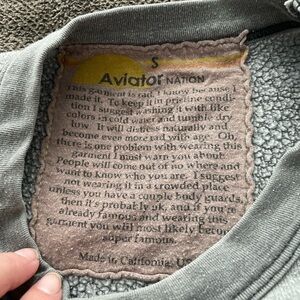 S
Aviator NATION
This garment is rad. I know because I
made it. To keep it in pristine condi-
tion I suggest washing it with like
colors in cold water and tumble dry
low. It will distress naturally and
become even more rad with age. Oh,
there is one problem with wearing this
garment I must warn you about.
People will come out of no where and
want to know who you are. I suggest
not wearing it in a crowded place
unless you have a couple body guards,
then it's probably ok, and if you're
already famous and wearing this
garment you will most likely become
super famous.
Made in California, US